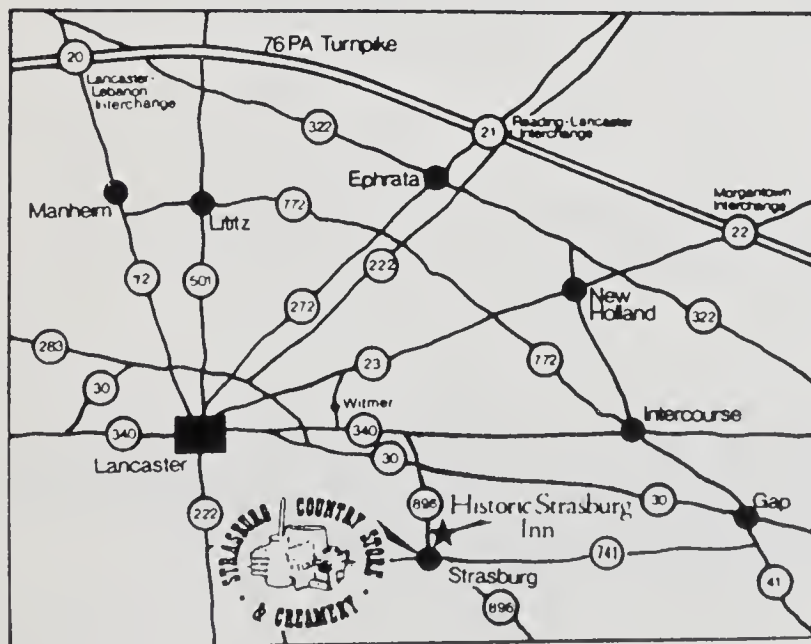 76 PA Turnpike
20
Lancaster-
Lebanon
Interchange
322
21
Reading-Lancaster
Interchange
Ephrata
Morgantown
Interchange
22
Manheim
Lititz
772
72
501
272
222
New
Holland
322
283
30
23
772
Witmer
340
340
Intercourse
Lancaster
30
222
896
Historic Strasburg
Inn
30
Gap
STRASBURG COUNTRY STORE
& CREAMERY
Strasburg
741
41
896